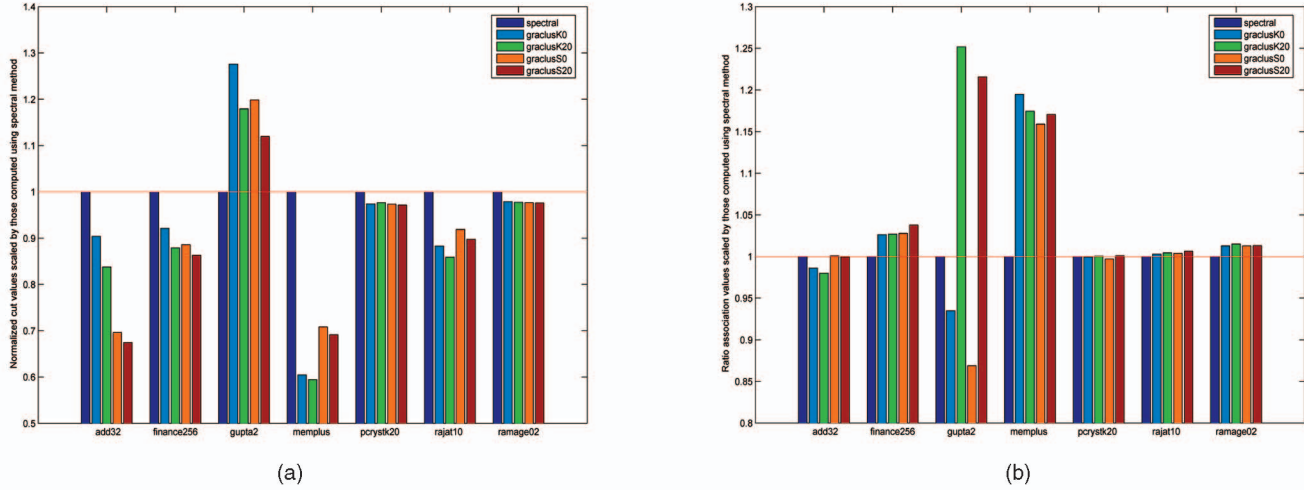 Normalized cut values scaled by those computed using spectral method
1.4
1.3
1.2
1.1
1
0.9
0.8
0.7
0.6
0.5
spectral
graclusK0
graclusK20
graclusS0
graclusS20
add32 finance256 gupta2 memplus pcrystk20 rajat10 ramage02
(a)
Ratio association values scaled by those computed using spectral method
1.3
1.25
1.2
1.15
1.1
1.05
1
0.95
0.9
0.85
0.8
spectral
graclusK0
graclusK20
graclusS0
graclusS20
add32 finance256 gupta2 memplus pcrystk20 rajat10 ramage02
(b)